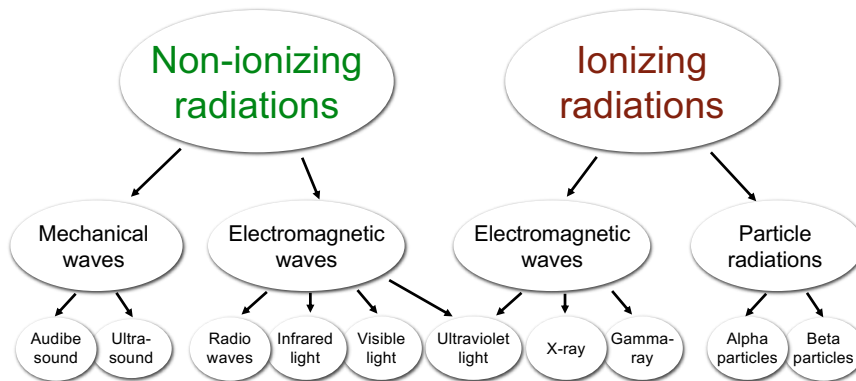 Non-ionizing
radiations
Ionizing
radiations
Mechanical
waves
Electromagnetic
waves
Electromagnetic
waves
Particle
radiations
Audibe
sound
Ultra-
sound
Radio
waves
Infrared
light
Visible
light
Ultraviolet
light
X-ray
Gamma-
ray
Alpha
particles
Beta
particles